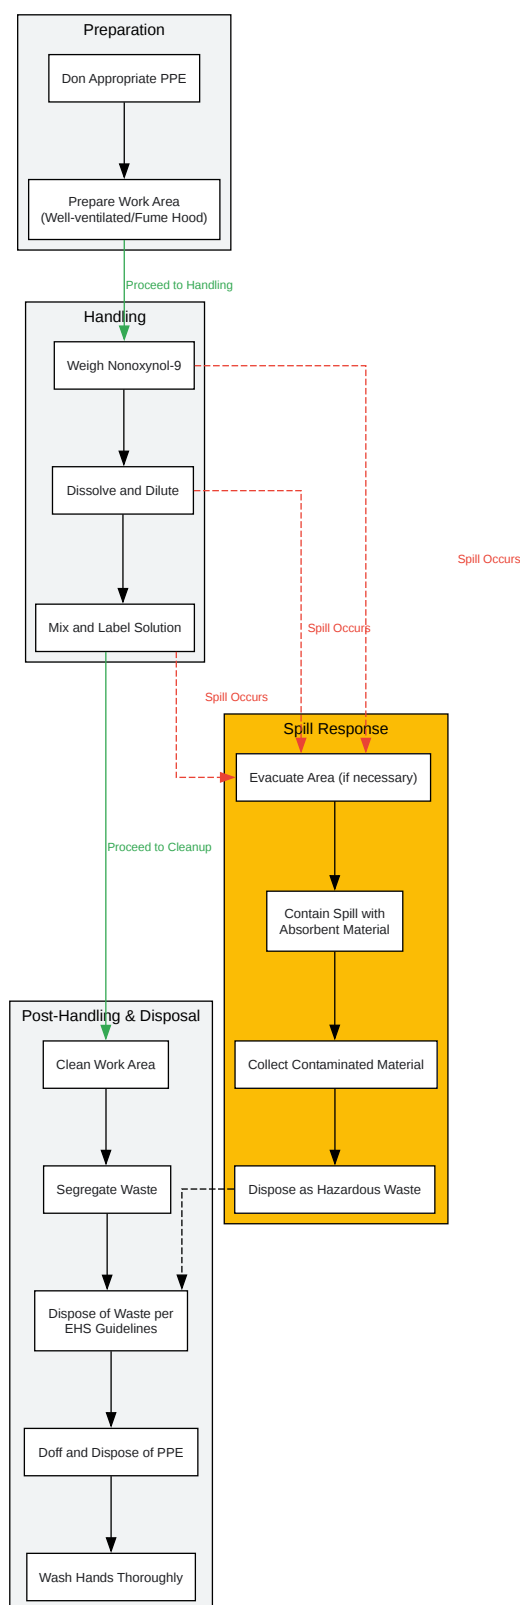 Preparation
Don Appropriate PPE
Prepare Work Area
(Well-ventilated/Fume Hood)
Proceed to Handling
Handling
Weigh Nonoxynol-9
Dissolve and Dilute
Spill Occurs
Mix and Label Solution
Spill Occurs
Spill Occurs
Spill Response
Evacuate Area (if necessary)
Proceed to Cleanup
Contain Spill with
Absorbent Material
Collect Contaminated Material
Dispose as Hazardous Waste
Post-Handling & Disposal
Clean Work Area
Segregate Waste
Dispose of Waste per
EHS Guidelines
Doff and Dispose of PPE
Wash Hands Thoroughly